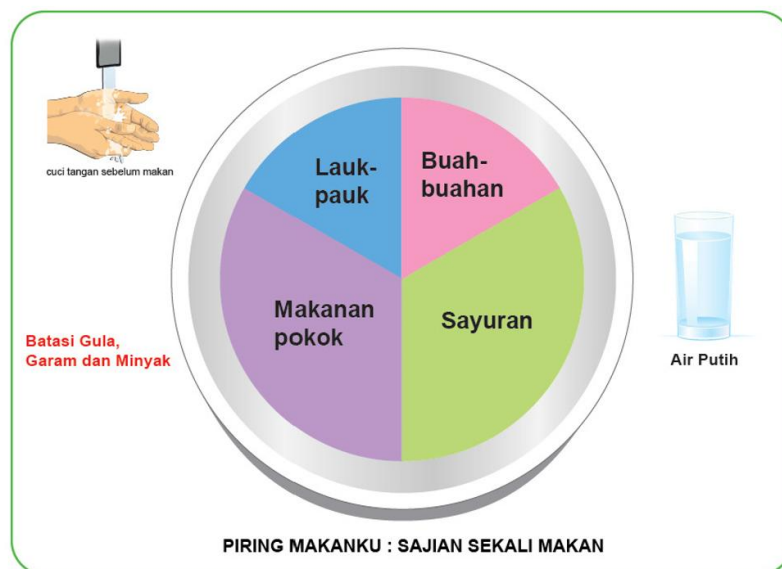 cuci tangan sebelum makan
Lauk-
pauk
Buah-
buahan
Makanan
pokok
Sayuran
Batasi Gula,
Garam dan Minyak
Air Putih
PIRING MAKANKU : SAJIAN SEKALI MAKAN